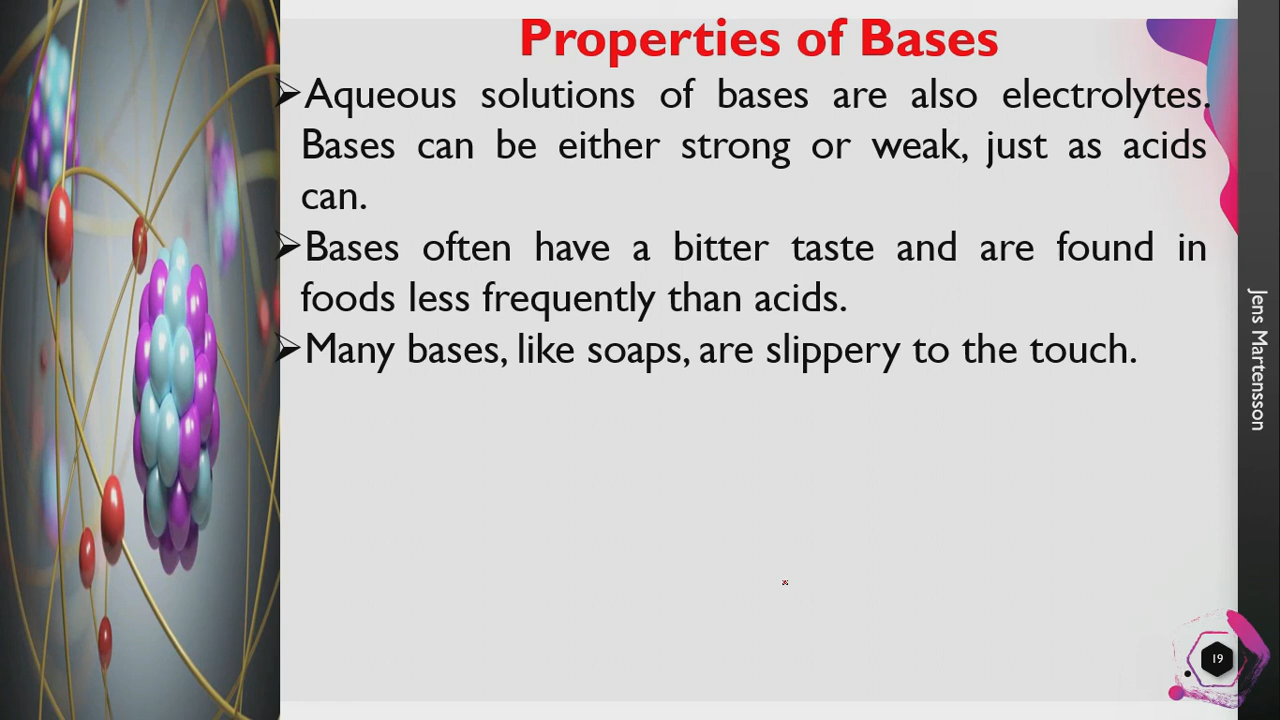 Properties of Bases
➢Aqueous solutions of bases are also electrolytes.
Bases can be either strong or weak, just as acids
can.
➢Bases often have a bitter taste and are found in
foods less frequently than acids.
➢Many bases, like soaps, are slippery to the touch.
Jens Martensson
19